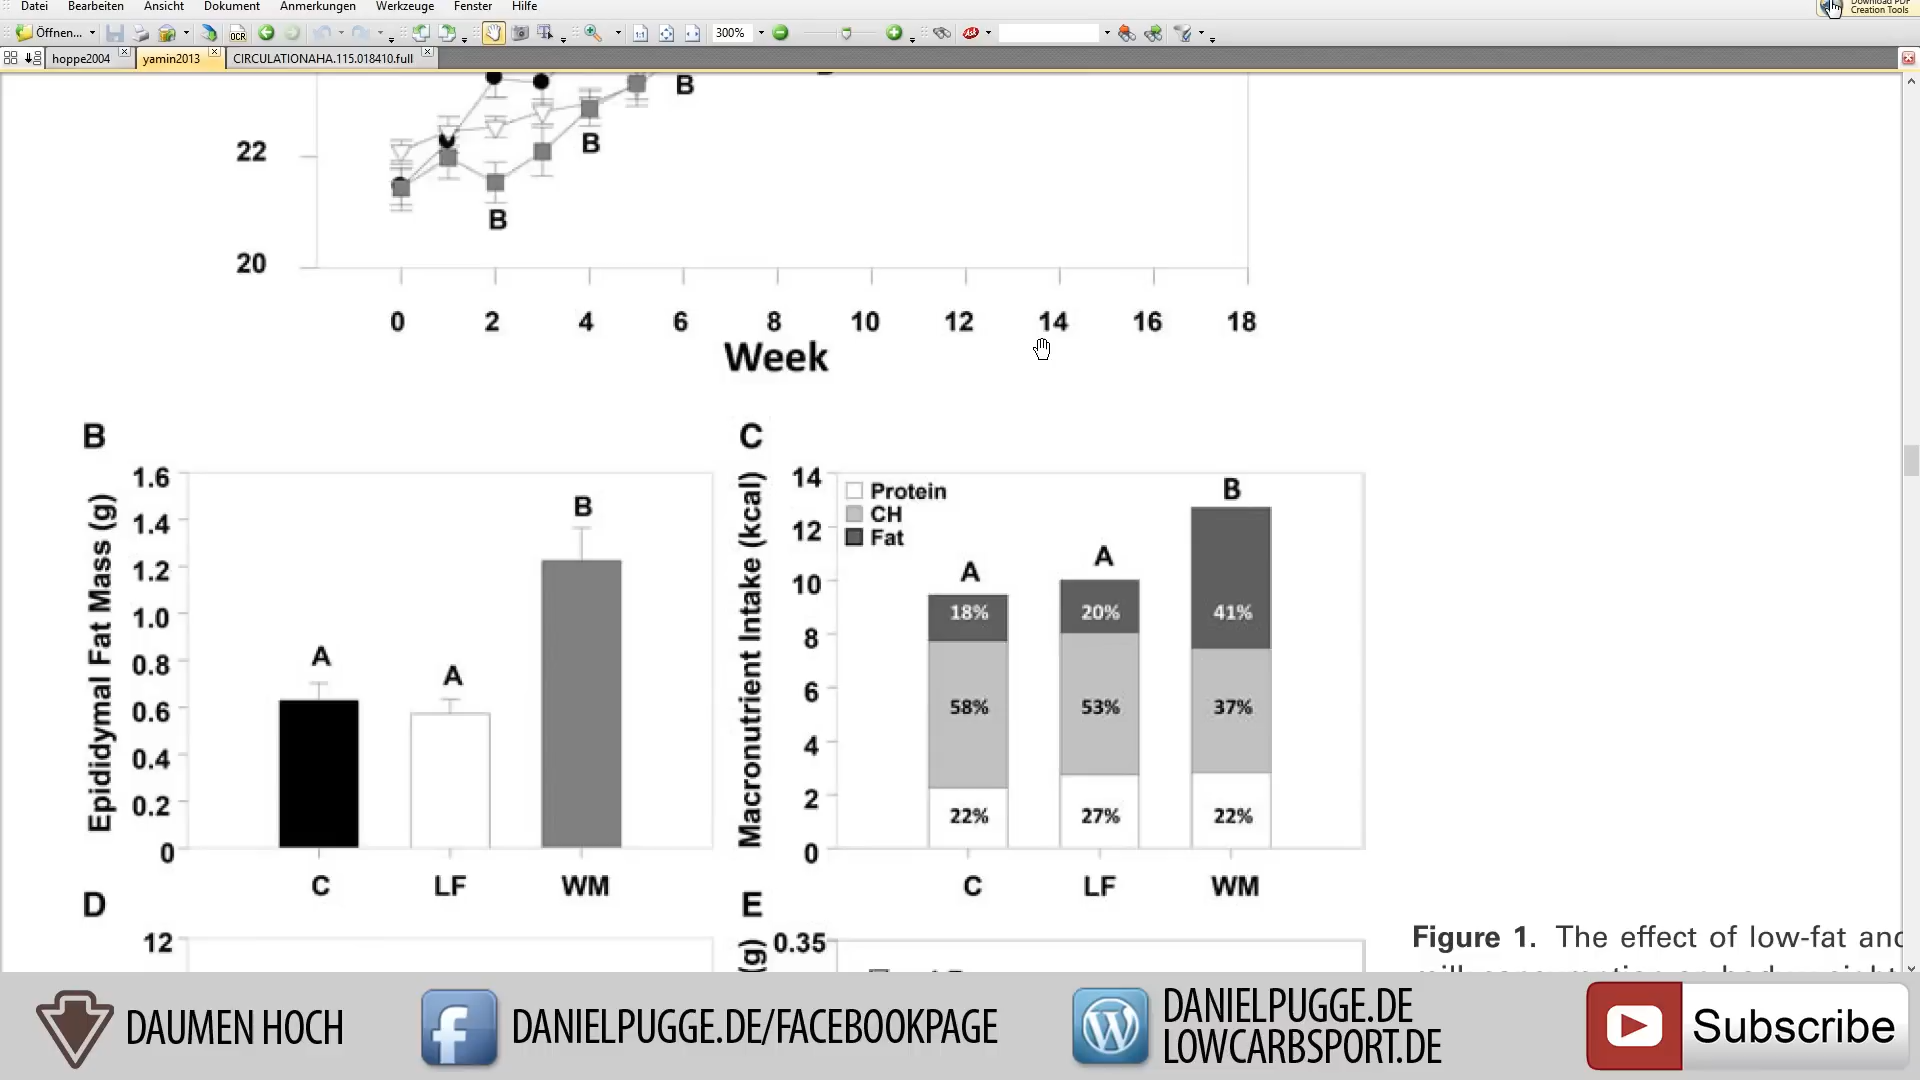 Datei Bearbeiten Ansicht Dokument Anmerkungen Werkzeuge Fenster Hilfe
Download PDF
Creation Tools
Öffnen... OCR 300%
hoppe2004 yamin2013 CIRCULATIONAHA.115.018410.full
B
B
B
22
20
0 2 4 6 8 10 12 14 16 18
Week
B
Epididymal Fat Mass (g)
1.6
1.4
1.2
1.0
0.8
0.6
0.4
0.2
0
A
A
B
C LF WM
C
Macronutrient Intake (kcal)
14
12
10
8
6
4
2
0
Protein
CH
Fat
A
A
B
18% 20% 41%
58% 53% 37%
22% 27% 22%
C LF WM
D
12
E
(g)
0.35
Figure 1. The effect of low-fat and
DAUMEN HOCH
DANIELPUGGE.DE/FACEBOOKPAGE
DANIELPUGGE.DE
LOWCARBSPORT.DE
Subscribe